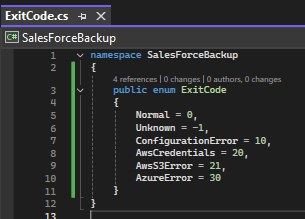 ExitCode.cs
C# SalesForceBackup
1 namespace SalesForceBackup
2 {
4 references | 0 changes | 0 authors, 0 changes
3 public enum ExitCode
4 {
5 Normal = 0,
6 Unknown = -1,
7 ConfigurationError = 10,
8 AwsCredentials = 20,
9 AwsS3Error = 21,
10 AzureError = 30
11 }
12 }
13